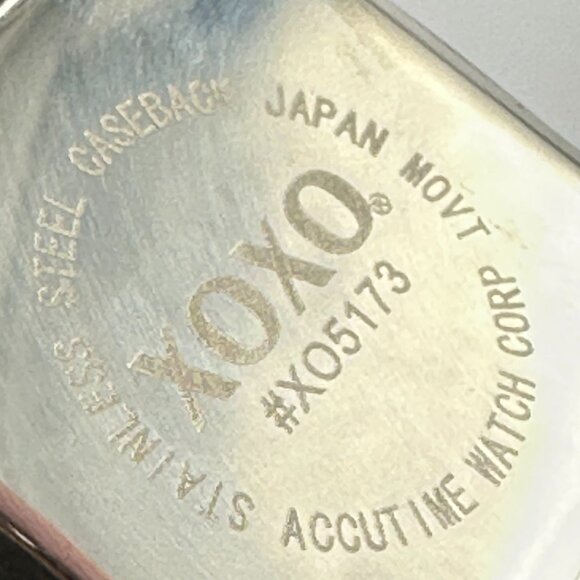 XOXO®
#XO5173
STAINLESS STEEL CASEBACK JAPAN MOVT ACCUTIME WATCH CORP